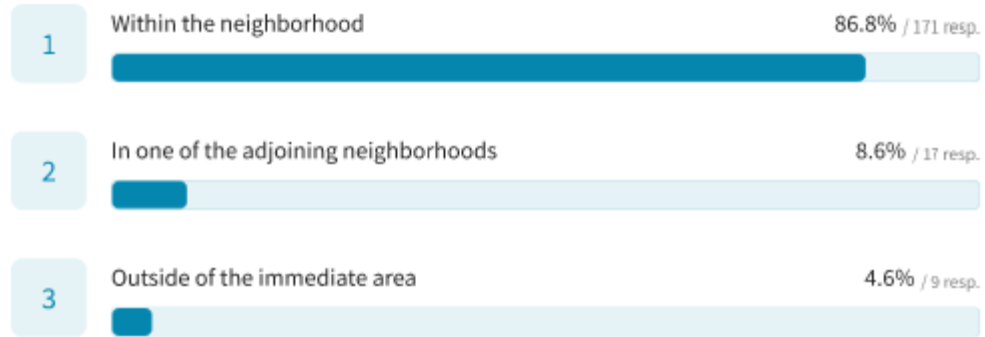 1
Within the neighborhood 86.8% / 171 resp.
2
In one of the adjoining neighborhoods 8.6% / 17 resp.
3
Outside of the immediate area 4.6% / 9 resp.